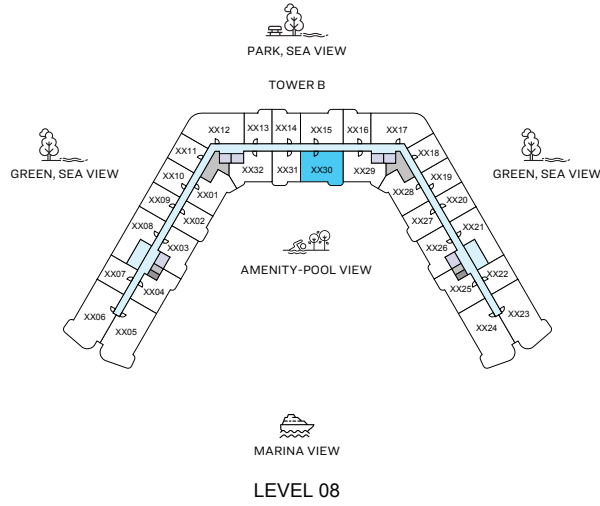 PARK, SEA VIEW
TOWER B
XX12
XX13
XX14
XX15
XX16
XX17
XX11
XX18
GREEN, SEA VIEW
GREEN, SEA VIEW
XX10
XX32
XX31
XX30
XX29
XX19
XX09
XX01
XX28
XX20
XX08
XX02
XX27
XX21
XX03
XX26
AMENITY-POOL VIEW
XX07
XX22
XX04
XX25
XX06
XX23
XX05
XX24
MARINA VIEW
LEVEL 08